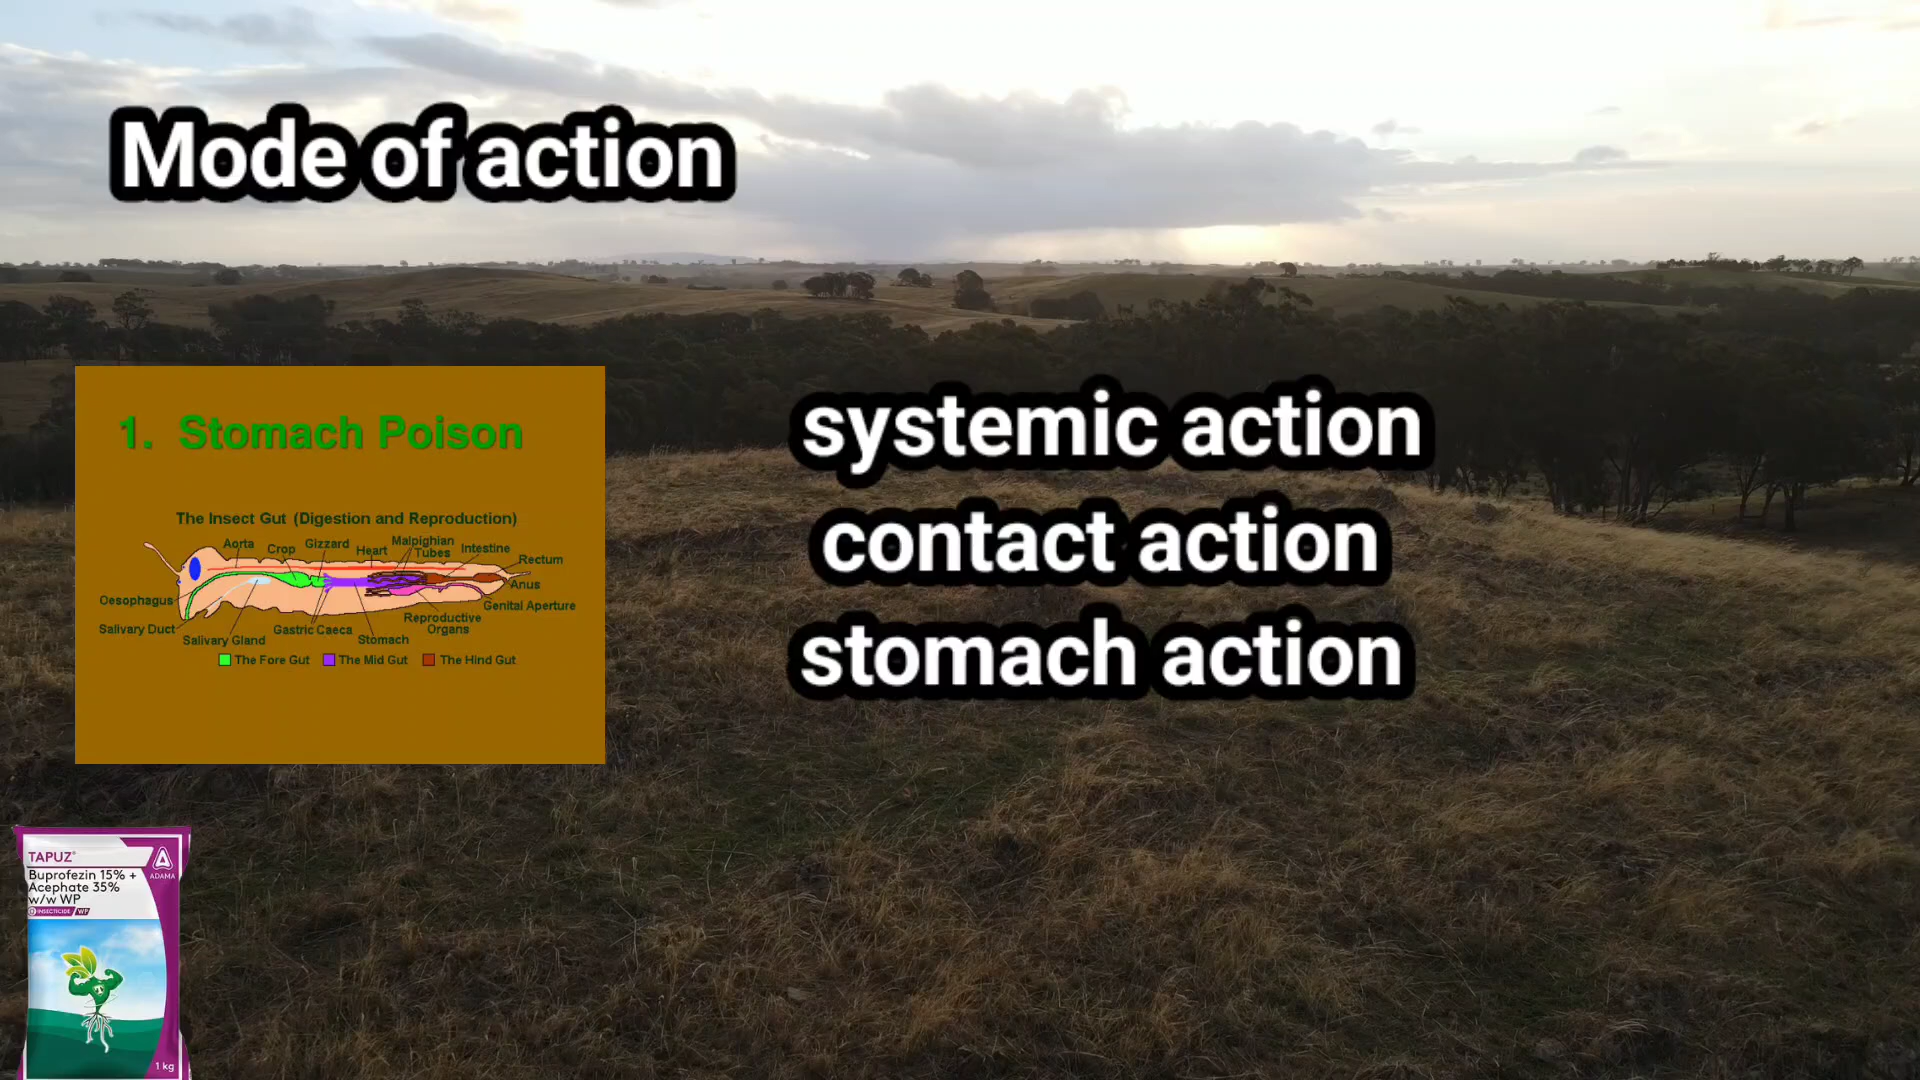 Mode of action
1. Stomach Poison
The Insect Gut (Digestion and Reproduction)
Aorta
Crop
Gizzard
Heart
Malpighian
Tubes
Intestine
Rectum
Anus
Genital Aperture
Oesophagus
Salivary Duct
Salivary Gland
Gastric Caeca
Stomach
Reproductive
Organs
The Fore Gut
The Mid Gut
The Hind Gut
systemic action
contact action
stomach action
TAPUZ®
ADAMA
Buprofezin 15% +
Acephate 35%
w/w WP
INSECTICIDE WP
1 kg